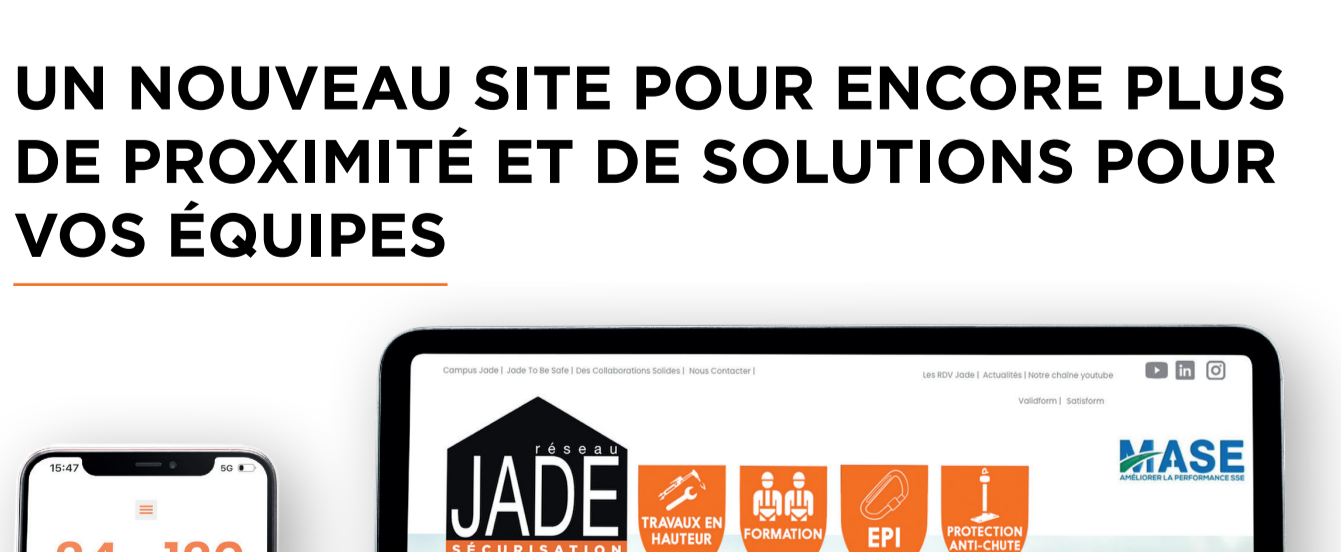 UN NOUVEAU SITE POUR ENCORE PLUS
DE PROXIMITÉ ET DE SOLUTIONS POUR
VOS ÉQUIPES
Campus Jade | Jade To Be Safe | Des Collaborations Solides | Nous Contacter |
Les RDV Jade | Actualités | Notre chaîne youtube
Validform | Satisform
MASE
AMÉLIORER LA PERFORMANCE SSE
réseau
JADE
SÉCURISATION
TRAVAUX EN
HAUTEUR
FORMATION
EPI
PROTECTION
ANTI-CHUTE
15:47
5G